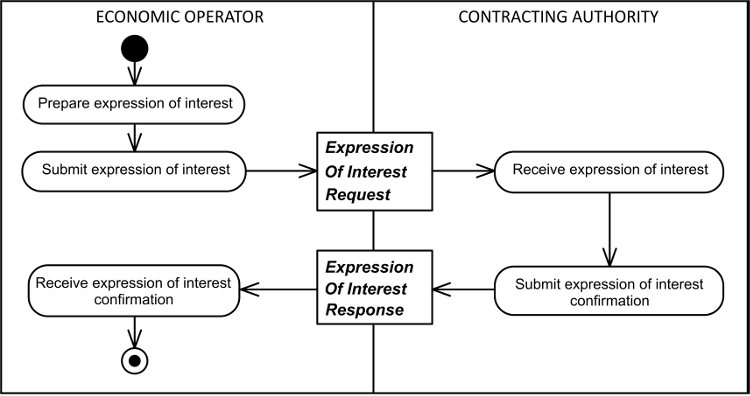 ECONOMIC OPERATOR
CONTRACTING AUTHORITY
Prepare expression of interest
Submit expression of interest
Expression
Of Interest
Request
Receive expression of interest
Receive expression of interest
confirmation
Expression
Of Interest
Response
Submit expression of interest
confirmation